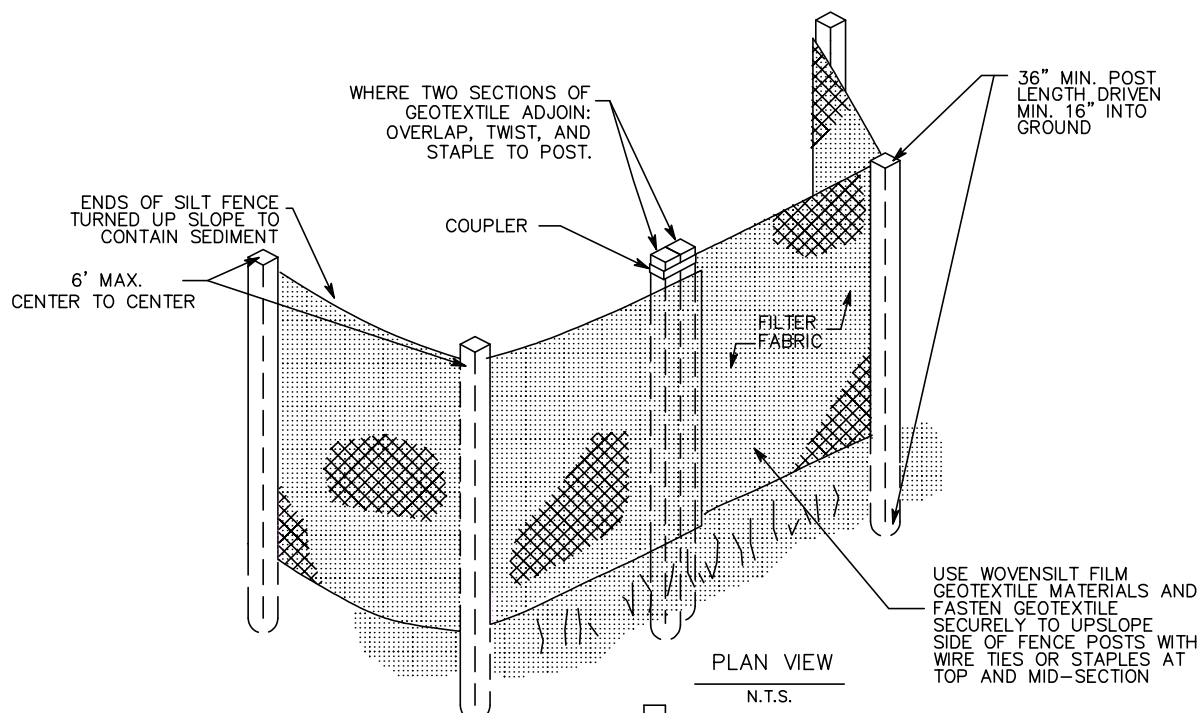 WHERE TWO SECTIONS OF
GEOTEXTILE ADJOIN:
OVERLAP, TWIST, AND
STAPLE TO POST.
36" MIN. POST
LENGTH DRIVEN
MIN. 16" INTO
GROUND
ENDS OF SILT FENCE
TURNED UP SLOPE TO
CONTAIN SEDIMENT
COUPLER
6' MAX.
CENTER TO CENTER
FILTER
FABRIC
USE WOVENSILT FILM
GEOTEXTILE MATERIALS AND
FASTEN GEOTEXTILE
SECURELY TO UPSLOPE
SIDE OF FENCE POSTS WITH
WIRE TIES OR STAPLES AT
TOP AND MID–SECTION
PLAN VIEW
N.T.S.